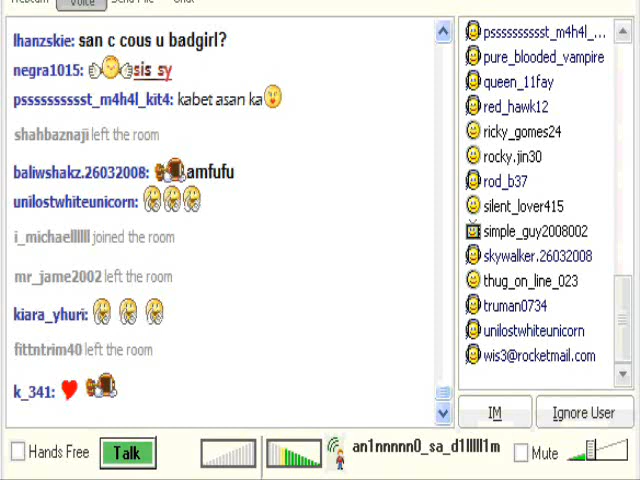 Webcam Voice Send File Chat
lhanzskie: san c cous u badgirl?
negra1015: sis sy
psssssssssst_m4h4l_kit4: kabet asan ka
shahbaznaji left the room
baliwshakz.26032008: amfufu
unilostwhiteunicorn:
i_michaelllllll joined the room
mr_jame2002 left the room
kiara_yhuri:
fittntrim40 left the room
k_341:
psssssssssst_m4h4l_...
pure_blooded_vampire
queen_11fay
red_hawk12
ricky_gomes24
rocky.jin30
rod_b37
silent_lover415
simple_guy2008002
skywalker.26032008
thug_on_line_023
truman0734
unilostwhiteunicorn
wis3@rocketmail.com
IM Ignore User
Hands Free Talk an1nnnnn0_sa_d1lllll1m Mute